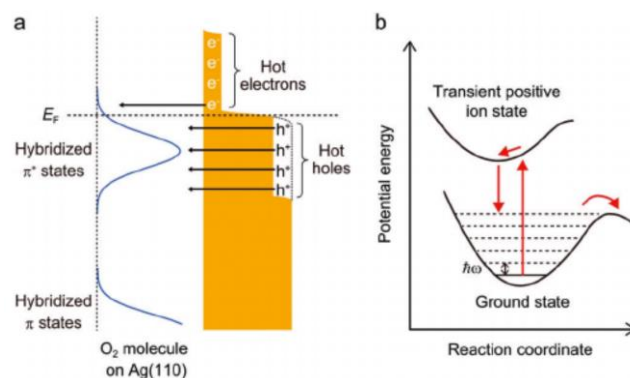 a
e⁻
e⁻
e⁻
e⁻
Hot
electrons
E_F
Hybridized
π* states
h⁺
h⁺
h⁺
h⁺
Hot
holes
Hybridized
π states
O₂ molecule
on Ag(110)
b
Potential energy
Transient positive
ion state
ħω
Ground state
Reaction coordinate